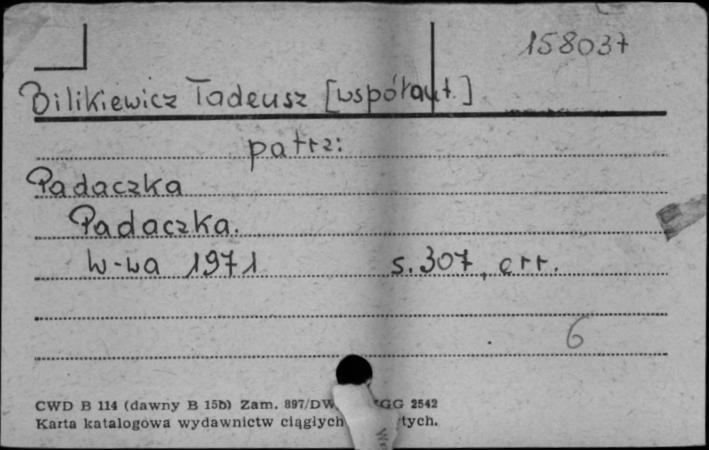 158037
Bilikiewicz Tadeusz [współaut.]
patrz:
Padaczka
Padaczka.
W-wa 1971 s. 307, err.
6
CWD B 114 (dawny B 15b) Zam. 897/DW GG 2542
Karta katalogowa wydawnictw ciągłych tych.